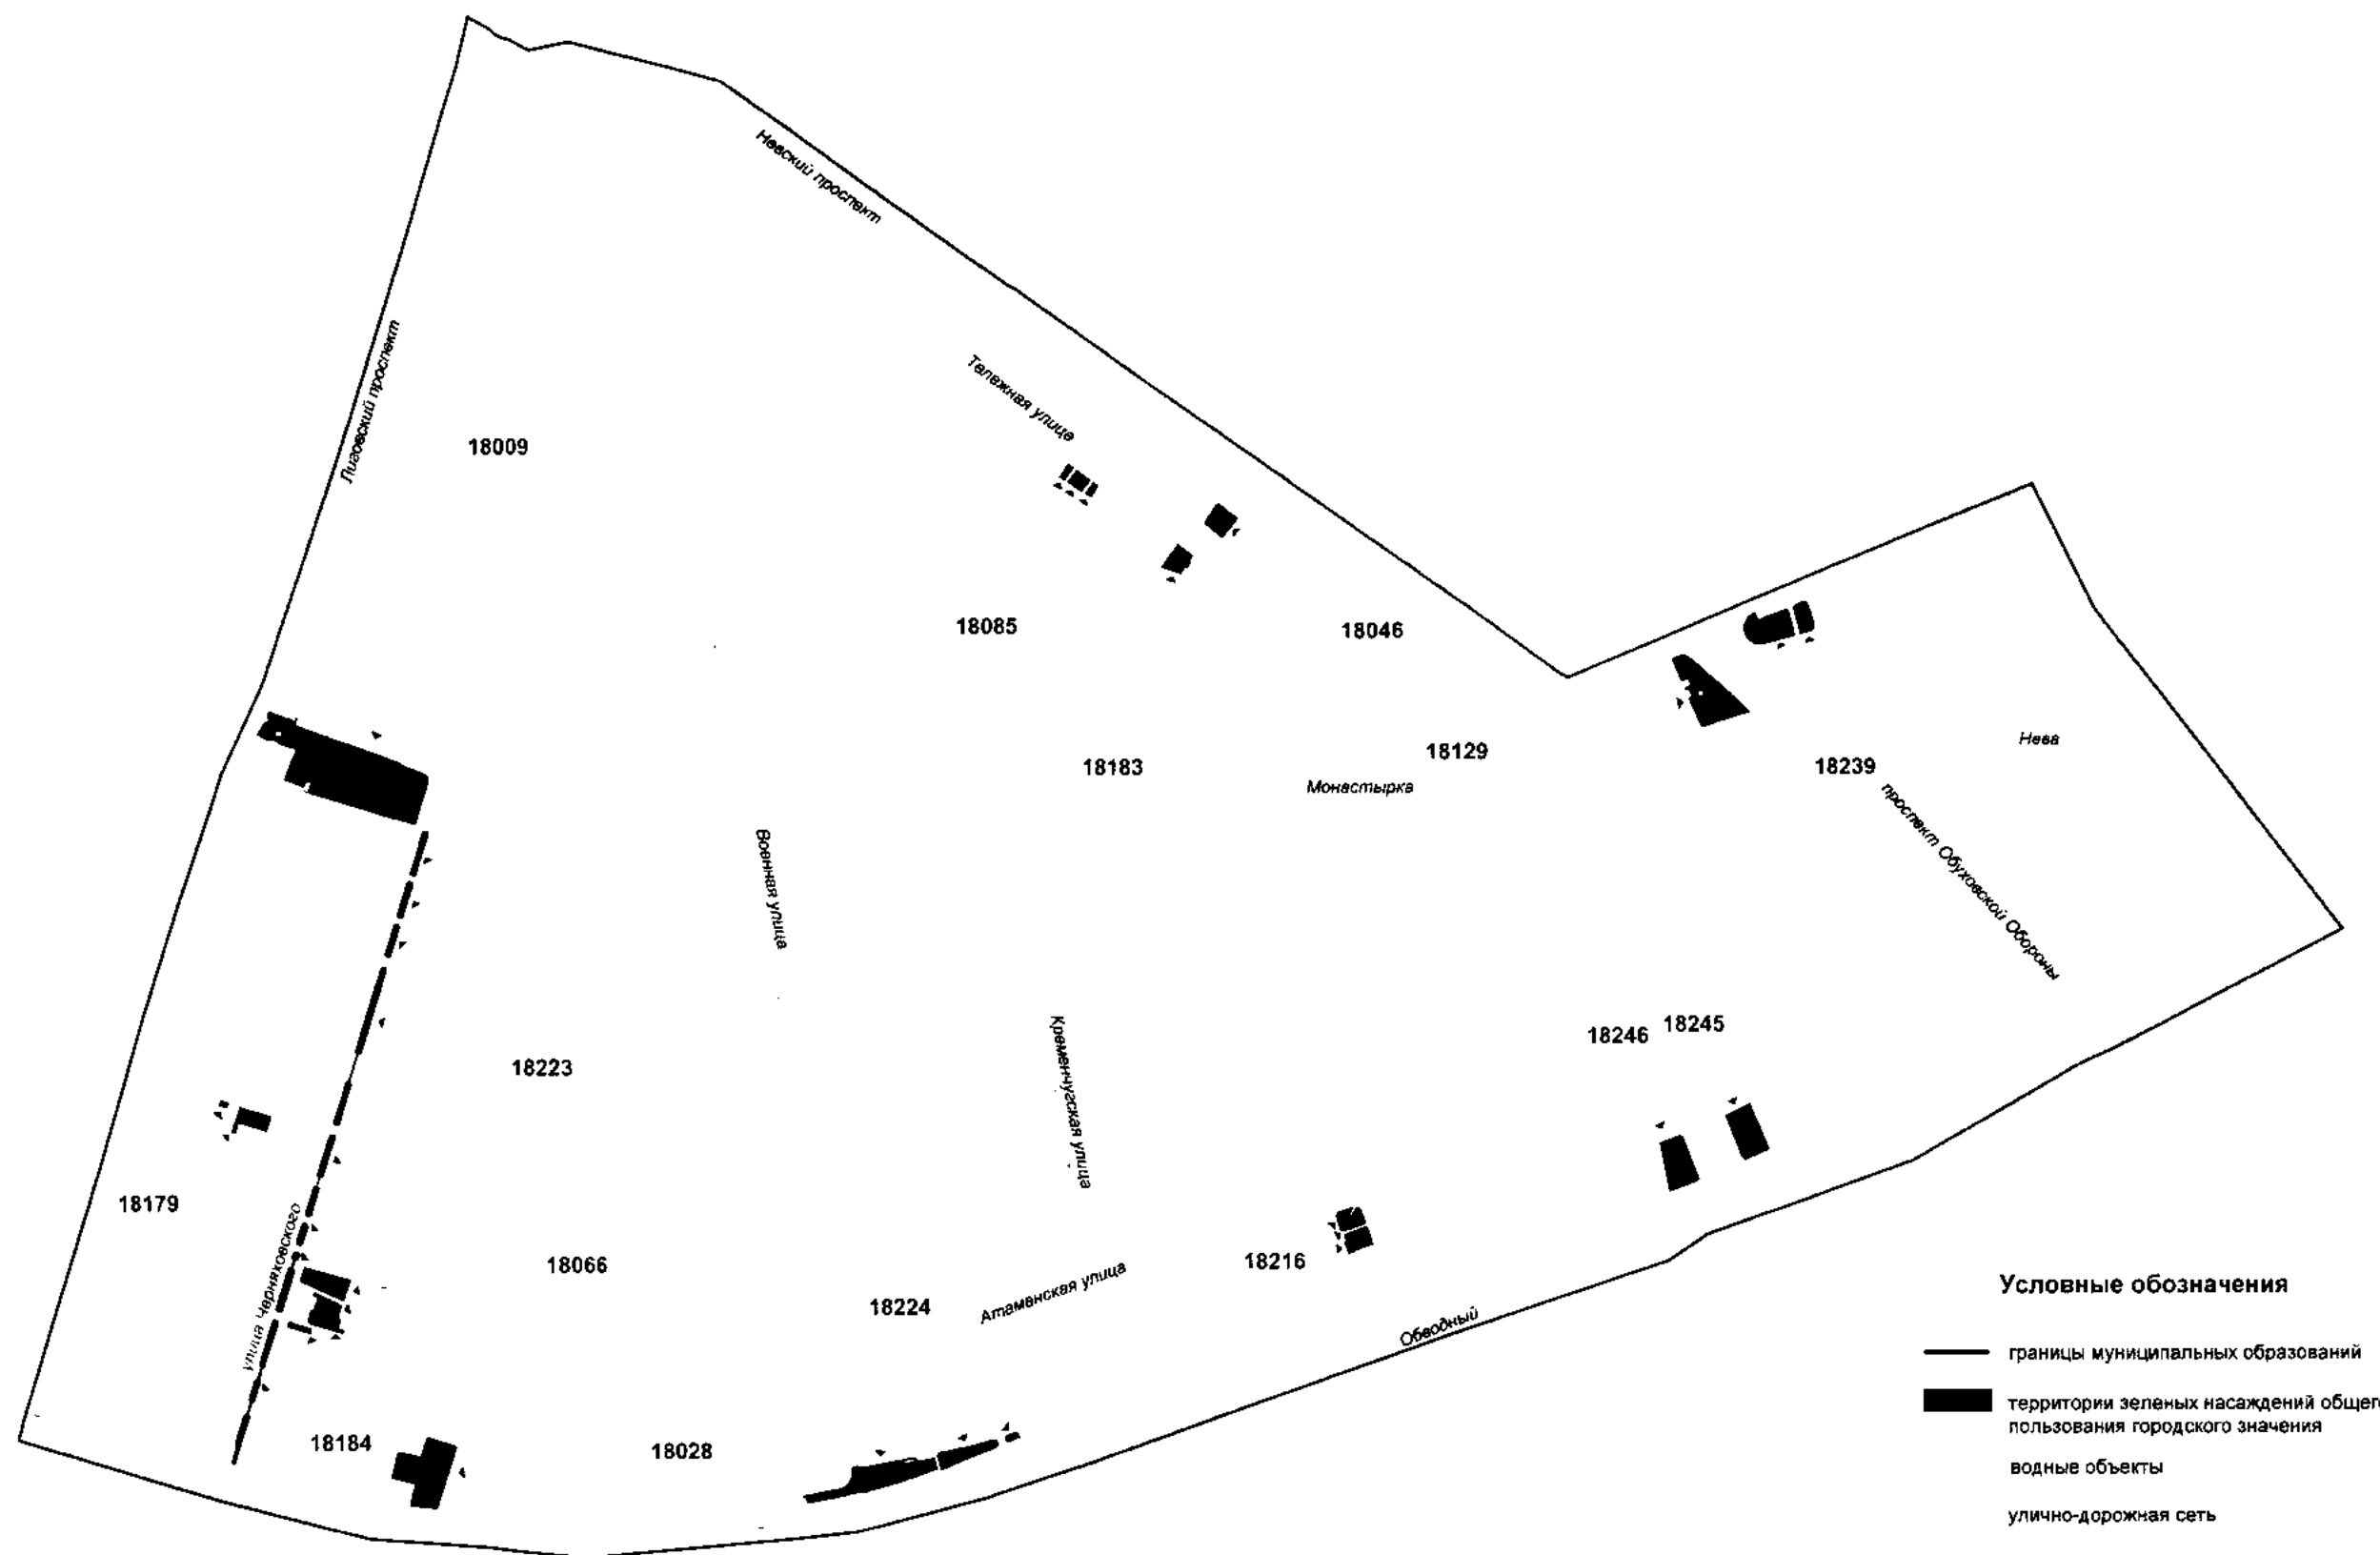 Невский проспект
Лиговский проспект
Тележная улице
18009
18085
18046
18183
18129
18239
Нева
Монастырка
проспект Обуховской Обороны
Военная улица
18246
18245
Кременчугская улица
18223
18179
улица Черняховского
18066
18216
18224
Атаманская улица
Обводный
18184
18028
Условные обозначения
границы муниципальных образований
территории зеленых насаждений общего
пользования городского значения
водные объекты
улично-дорожная сеть